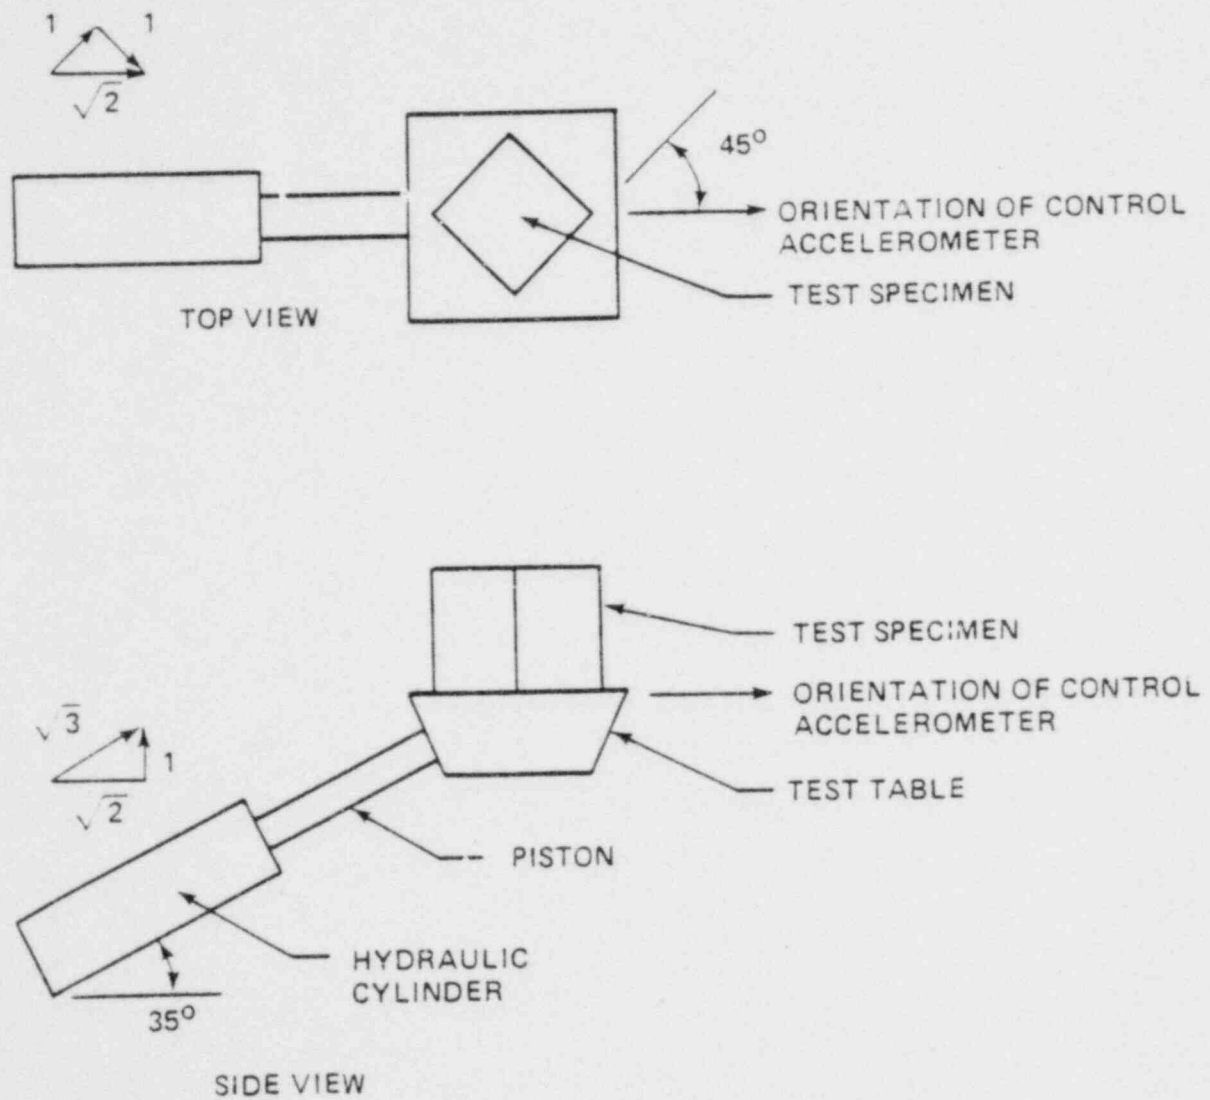 1 1
√2
45°
ORIENTATION OF CONTROL
ACCELEROMETER
TEST SPECIMEN
TOP VIEW
TEST SPECIMEN
ORIENTATION OF CONTROL
ACCELEROMETER
√3
1
√2
TEST TABLE
PISTON
HYDRAULIC
CYLINDER
35°
SIDE VIEW